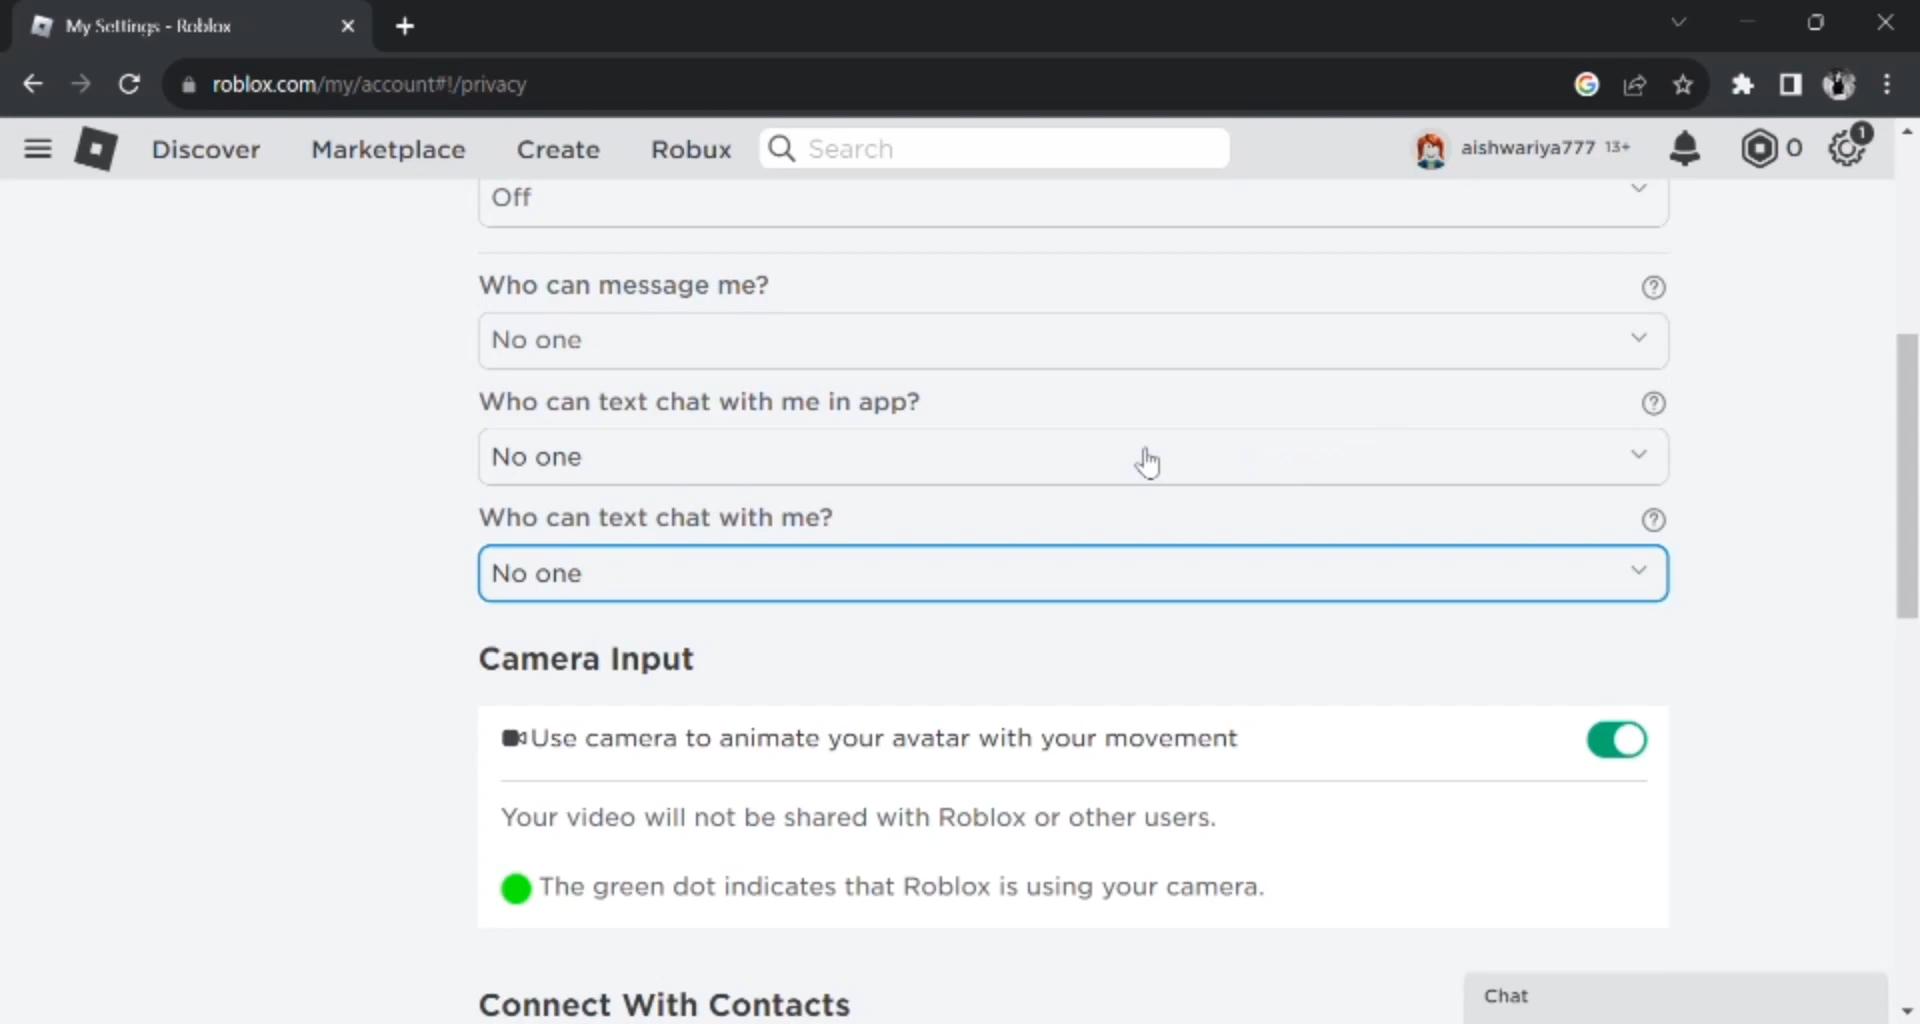 My Settings - Roblox
roblox.com/my/account#!/privacy
Discover Marketplace Create Robux Search aishwariya777 13+ 0 1
Off
Who can message me?
No one
Who can text chat with me in app?
No one
Who can text chat with me?
No one
Camera Input
Use camera to animate your avatar with your movement
Your video will not be shared with Roblox or other users.
The green dot indicates that Roblox is using your camera.
Connect With Contacts
Chat